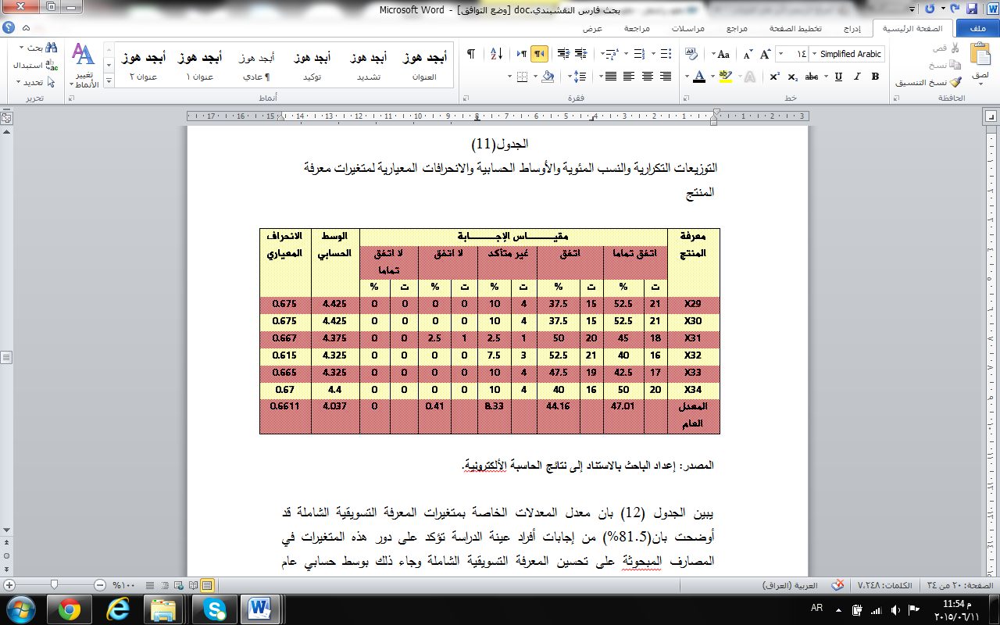 بحث فارس النقشبندي.doc [وضع التوافق] - Microsoft Word
ملف الصفحة الرئيسية إدراج تخطيط الصفحة مراجع مراسلات مراجعة عرض
لصق
قص
نسخ
نسخ التنسيق
الحافظة
Simplified Arabic ١٤
خط
فقرة
أبجد هوز أبجد هوز أبجد هوز أبجد هوز أبجد هوز أبجد هوز
العنوان تشديد توكيد ¶ عادي عنوان ١ عنوان ٢
تغيير الأنماط
أنماط
بحث
استبدال
تحديد
تحرير
الجدول(11)
التوزيعات التكرارية والنسب المئوية والأوساط الحسابية والانحرافات المعيارية لمتغيرات معرفة
المنتج
معرفة المنتج مقيـــــاس الإجـــــابة الوسط الحسابي الانحراف المعياري
اتفق تماما اتفق غير متأكد لا اتفق لا اتفق تماما
ت % ت % ت % ت % ت %
X29 21 52.5 15 37.5 4 10 0 0 0 0 4.425 0.675
X30 21 52.5 15 37.5 4 10 0 0 0 0 4.425 0.675
X31 18 45 20 50 1 2.5 1 2.5 0 0 4.375 0.667
X32 16 40 21 52.5 3 7.5 0 0 0 0 4.325 0.615
X33 17 42.5 19 47.5 4 10 0 0 0 0 4.325 0.665
X34 20 50 16 40 4 10 0 0 0 0 4.4 0.67
المعدل العام 47.01 44.16 8.33 0.41 0 4.037 0.6611
المصدر: إعداد الباحث بالاستناد إلى نتائج الحاسبة الألكترونية.
يبين الجدول (12) بان معدل المعدلات الخاصة بمتغيرات المعرفة التسويقية الشاملة قد
أوضحت بان(81.5%) من إجابات أفراد عينة الدراسة تؤكد على دور هذه المتغيرات في
المصارف المبحوثة على تحسين المعرفة التسويقية الشاملة وجاء ذلك بوسط حسابي عام
الصفحة: ٢٠ من ٣٤ الكلمات: ٧,٢٤٨ العربية (العراق) ١٠٠%
AR
11:54 م
٢٠١٥/٠٦/١١